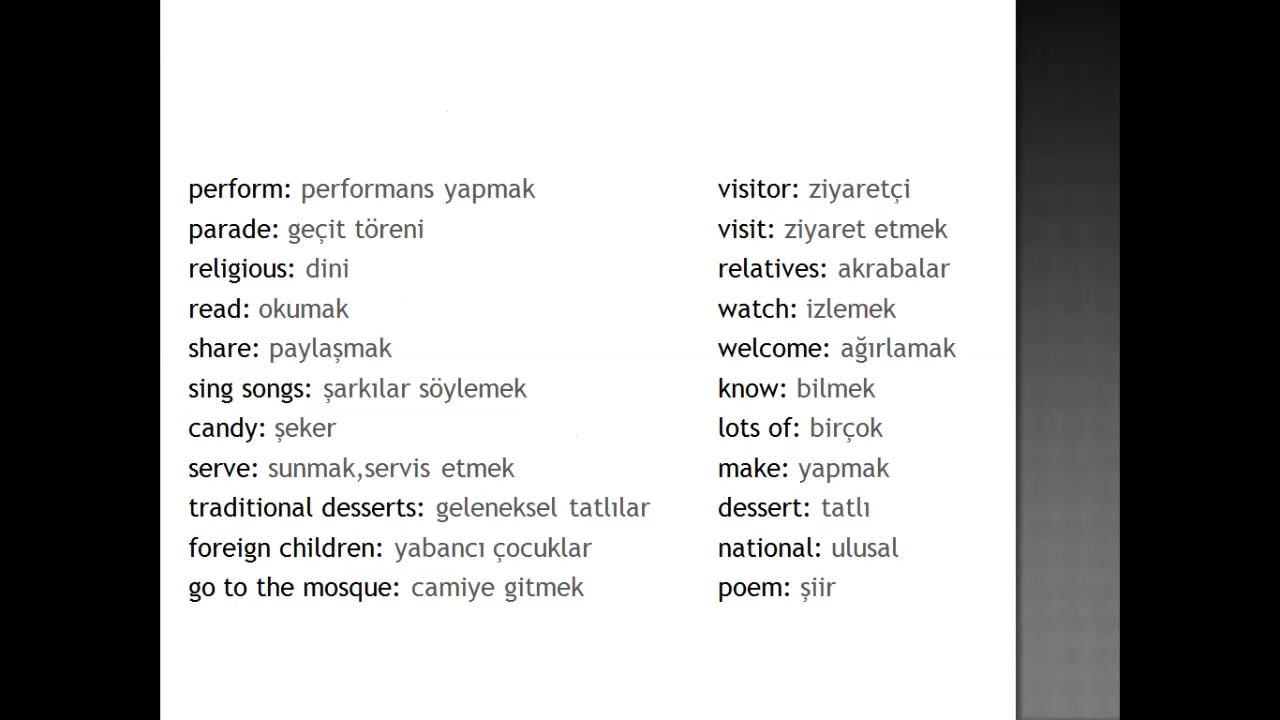 perform: performans yapmak
parade: geçit töreni
religious: dini
read: okumak
share: paylaşmak
sing songs: şarkılar söylemek
candy: şeker
serve: sunmak,servis etmek
traditional desserts: geleneksel tatlılar
foreign children: yabancı çocuklar
go to the mosque: camiye gitmek
visitor: ziyaretçi
visit: ziyaret etmek
relatives: akrabalar
watch: izlemek
welcome: ağırlamak
know: bilmek
lots of: birçok
make: yapmak
dessert: tatlı
national: ulusal
poem: şiir